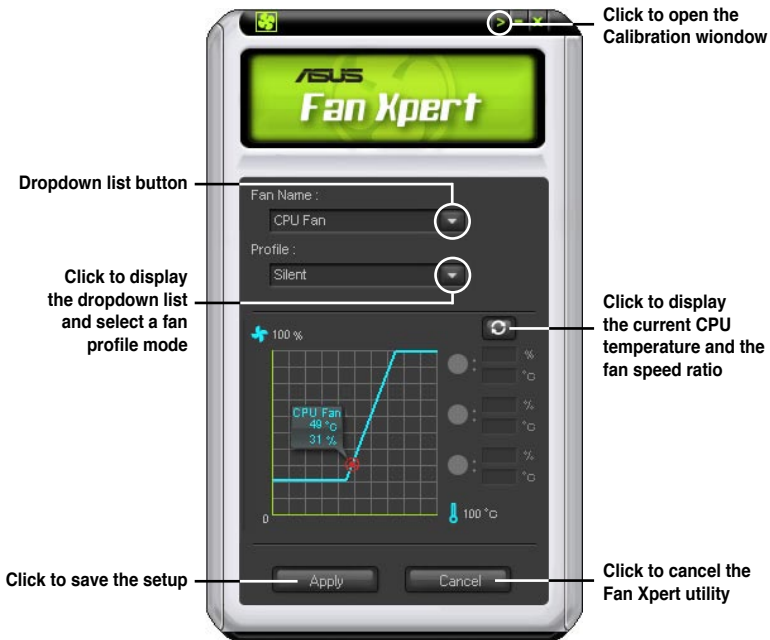 Click to open the
Calibration wiondow
>
-
x
ASUS
Fan Xpert
Dropdown list button
Fan Name :
CPU Fan
Profile :
Silent
Click to display
the dropdown list
and select a fan
profile mode
Click to display
the current CPU
temperature and the
fan speed ratio
100 %
CPU Fan
49 °C
31 %
: %
°C
: %
°C
: %
°C
0
100 °C
Click to save the setup
Apply
Cancel
Click to cancel the
Fan Xpert utility